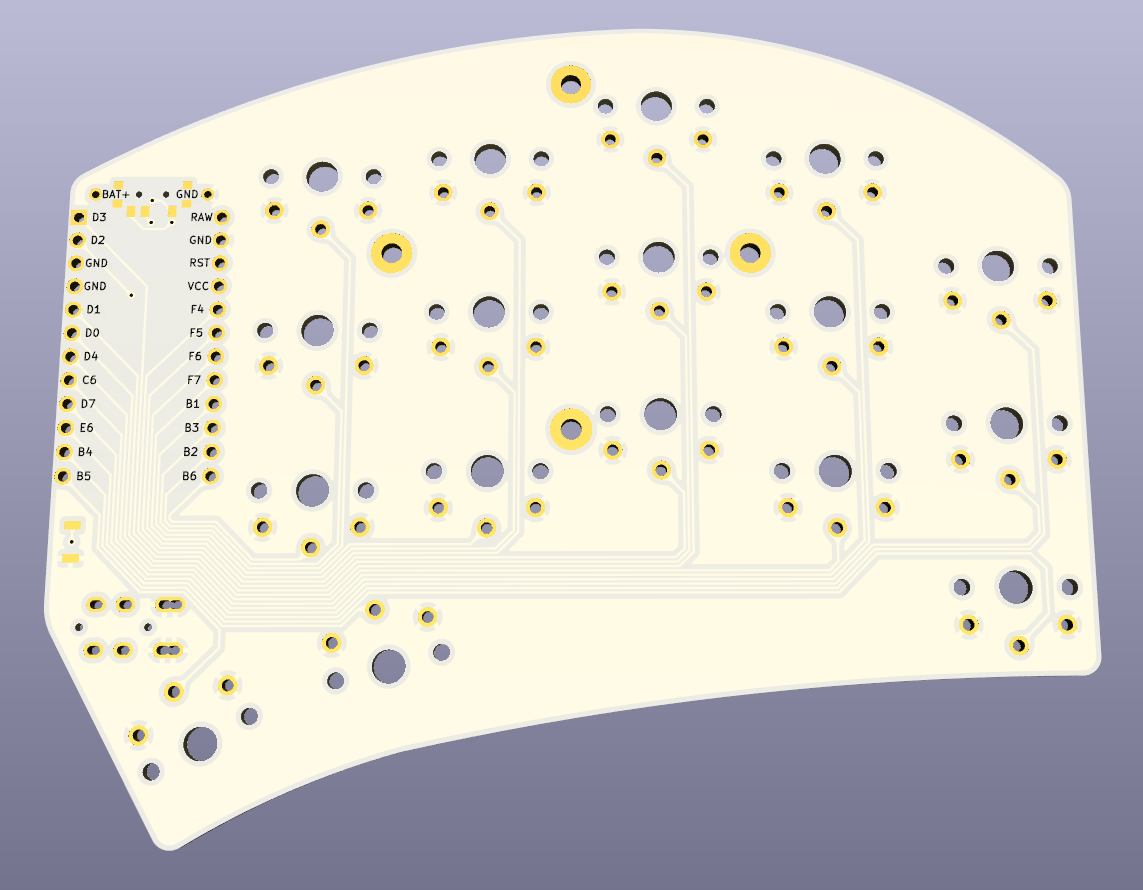 BAT+ GND
D3 RAW
D2 GND
GND RST
GND VCC
D1 F4
D0 F5
D4 F6
C6 F7
D7 B1
E6 B3
B4 B2
B5 B6